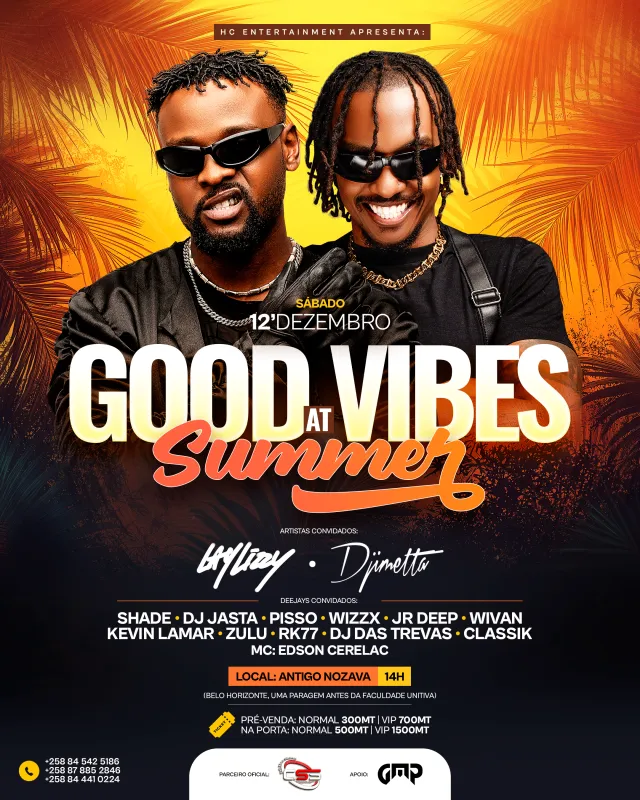 HC ENTERTAINMENT APRESENTA:
SÁBADO
12'DEZEMBRO
GOOD AT VIBES
Summer
ARTISTAS CONVIDADOS:
Laylizzy • Djimetta
DEEJAYS CONVIDADOS:
SHADE • DJ JASTA • PISSO • WIZZX • JR DEEP • WIVAN
KEVIN LAMAR • ZULU • RK77 • DJ DAS TREVAS • CLASSIK
MC: EDSON CERELAC
LOCAL: ANTIGO NOZAVA 14H
(BELO HORIZONTE, UMA PARAGEM ANTES DA FACULDADE UNITIVA)
TICKET
PRÉ-VENDA: NORMAL 300MT | VIP 700MT
NA PORTA: NORMAL 500MT | VIP 1500MT
+258 84 542 5186
+258 87 885 2846
+258 84 441 0224
PARCEIRO OFICIAL:
APOIO: GMP